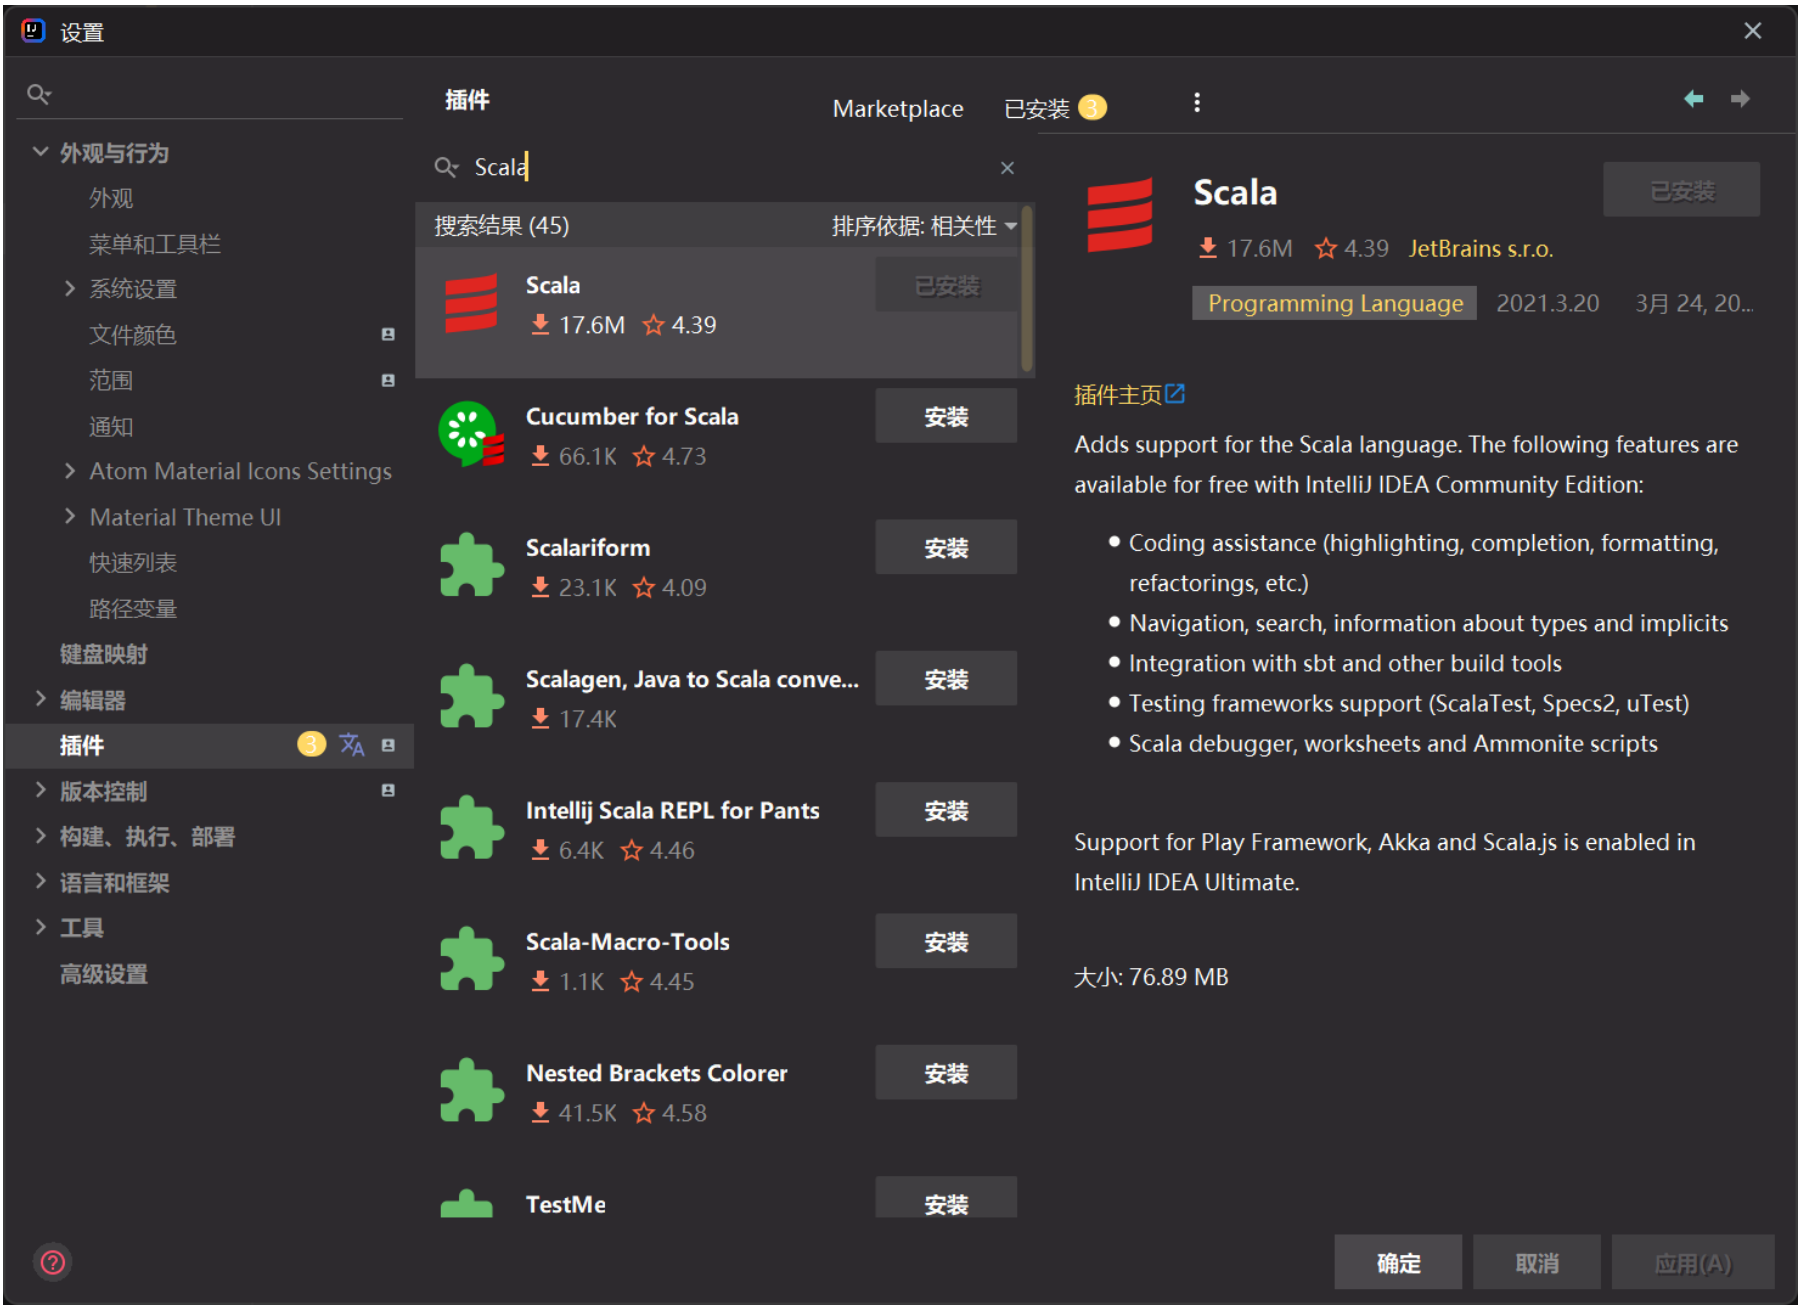 设置
外观与行为
外观
菜单和工具栏
系统设置
文件颜色
范围
通知
Atom Material Icons Settings
Material Theme UI
快速列表
路径变量
键盘映射
编辑器
插件 3
版本控制
构建、执行、部署
语言和框架
工具
高级设置
插件
Marketplace
已安装 3
Scala
搜索结果 (45) 排序依据: 相关性
Scala
已安装
17.6M 4.39
Cucumber for Scala
安装
66.1K 4.73
Scalariform
安装
23.1K 4.09
Scalagen, Java to Scala conve...
安装
17.4K
Intellij Scala REPL for Pants
安装
6.4K 4.46
Scala-Macro-Tools
安装
1.1K 4.45
Nested Brackets Colorer
安装
41.5K 4.58
TestMe
安装
Scala
已安装
17.6M 4.39 JetBrains s.r.o.
Programming Language 2021.3.20 3月 24, 20...
插件主页
Adds support for the Scala language. The following features are
available for free with IntelliJ IDEA Community Edition:
• Coding assistance (highlighting, completion, formatting,
refactorings, etc.)
• Navigation, search, information about types and implicits
• Integration with sbt and other build tools
• Testing frameworks support (ScalaTest, Specs2, uTest)
• Scala debugger, worksheets and Ammonite scripts
Support for Play Framework, Akka and Scala.js is enabled in
IntelliJ IDEA Ultimate.
大小: 76.89 MB
确定
取消
应用(A)